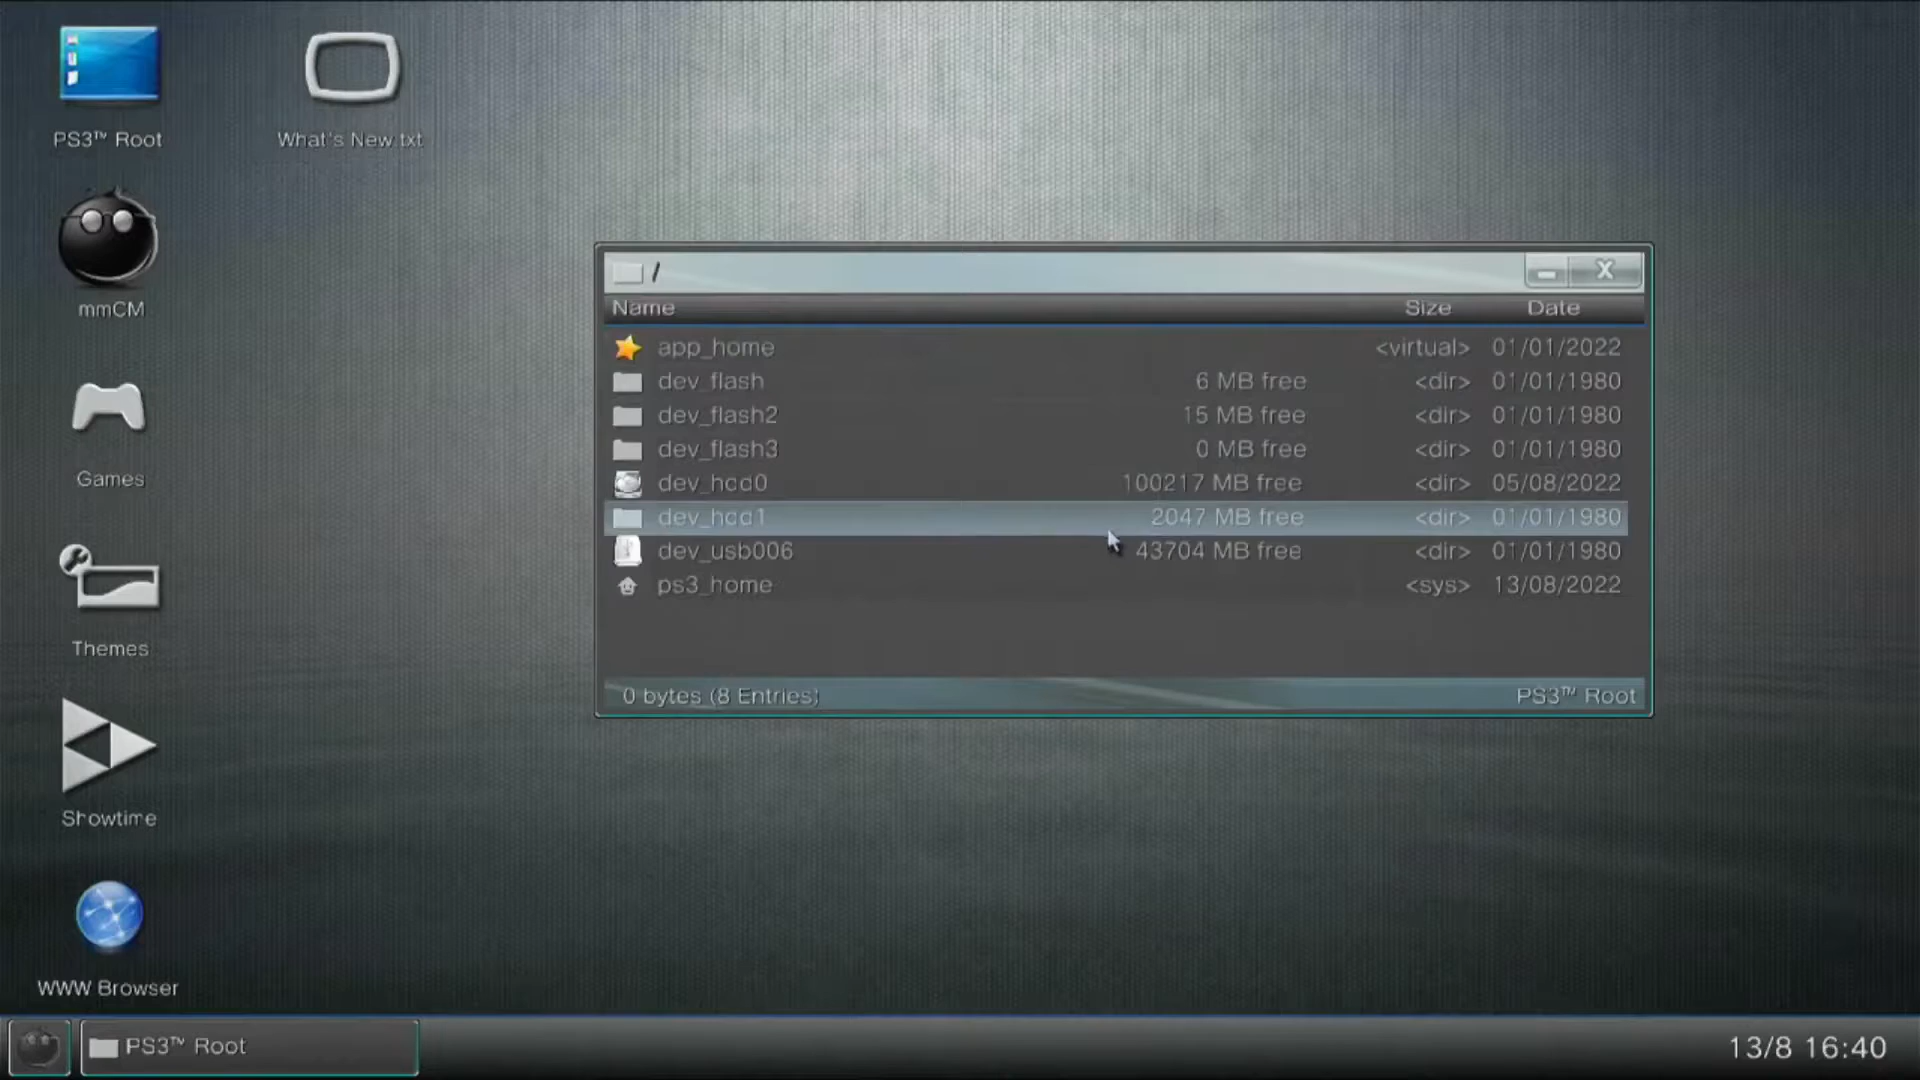 PS3™ Root
What's New.txt
mmCM
Games
Themes
Showtime
WWW Browser
/
X
Name Size Date
app_home <virtual> 01/01/2022
dev_flash 6 MB free <dir> 01/01/1980
dev_flash2 15 MB free <dir> 01/01/1980
dev_flash3 0 MB free <dir> 01/01/1980
dev_hdd0 100217 MB free <dir> 05/08/2022
dev_hdd1 2047 MB free <dir> 01/01/1980
dev_usb006 43704 MB free <dir> 01/01/1980
ps3_home <sys> 13/08/2022
0 bytes (8 Entries) PS3™ Root
PS3™ Root
13/8 16:40